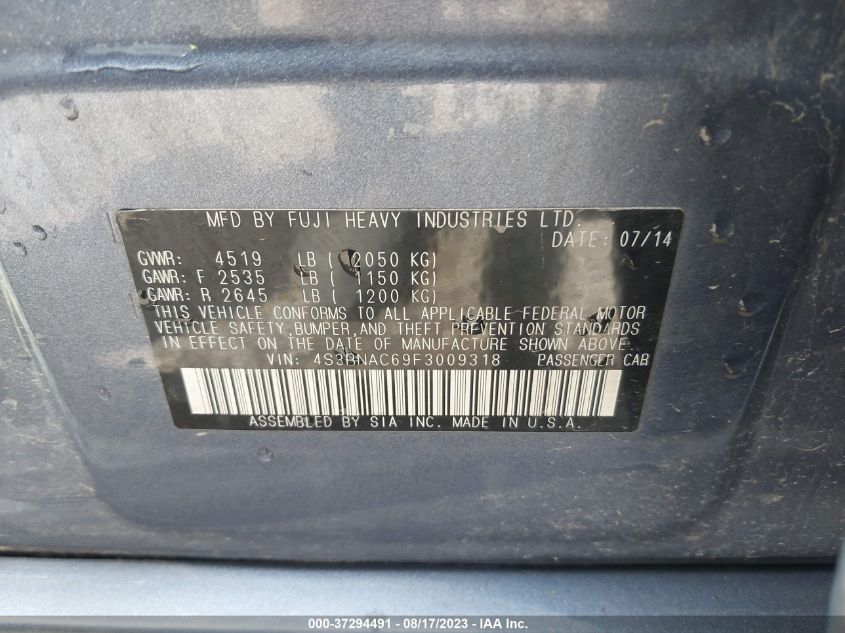 MFD BY FUJI HEAVY INDUSTRIES LTD.
DATE: 07/14
GVWR: 4519 LB ( 2050 KG)
GAWR: F 2535 LB ( 1150 KG)
GAWR: R 2645 LB ( 1200 KG)
THIS VEHICLE CONFORMS TO ALL APPLICABLE FEDERAL MOTOR
VEHICLE SAFETY,BUMPER,AND THEFT PREVENTION STANDARDS
IN EFFECT ON THE DATE OF MANUFACTURE SHOWN ABOVE
VIN: 4S3BNAC69F3009318 PASSENGER CAR
ASSEMBLED BY SIA INC. MADE IN U.S.A.
000-37294491 - 08/17/2023 - IAA Inc.